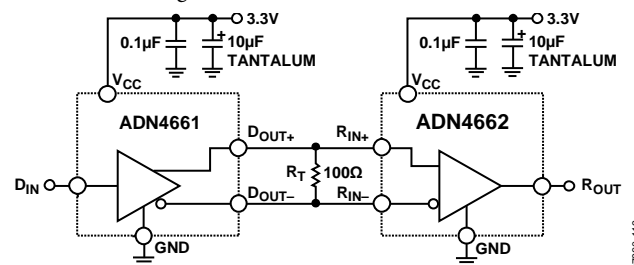 3.3V
3.3V
0.1µF
10µF
TANTALUM
0.1µF
10µF
TANTALUM
+
+
VCC
VCC
ADN4661
ADN4662
DOUT+
RIN+
DIN
RT
100Ω
ROUT
DOUT–
RIN–
GND
GND